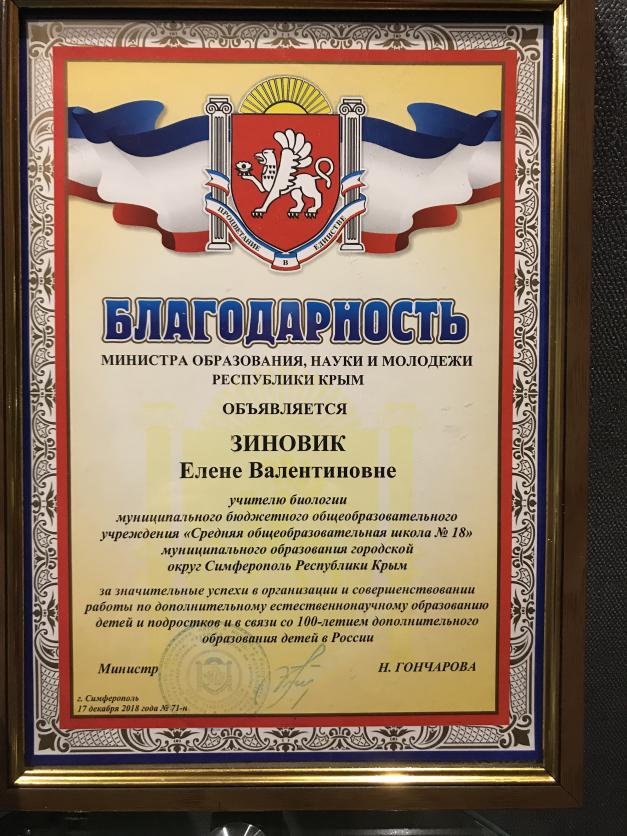 ПРОЦВЕТАНИЕ В ЕДИНСТВЕ
БЛАГОДАРНОСТЬ
МИНИСТРА ОБРАЗОВАНИЯ, НАУКИ И МОЛОДЕЖИ
РЕСПУБЛИКИ КРЫМ
ОБЪЯВЛЯЕТСЯ
ЗИНОВИК
Елене Валентиновне
учителю биологии
муниципального бюджетного общеобразовательного
учреждения «Средняя общеобразовательная школа № 18»
муниципального образования городской
округ Симферополь Республики Крым
за значительные успехи в организации и совершенствовании
работы по дополнительному естественнонаучному образованию
детей и подростков и в связи со 100-летием дополнительного
образования детей в России
Министр Н. ГОНЧАРОВА
г. Симферополь
17 декабря 2018 года № 71-н